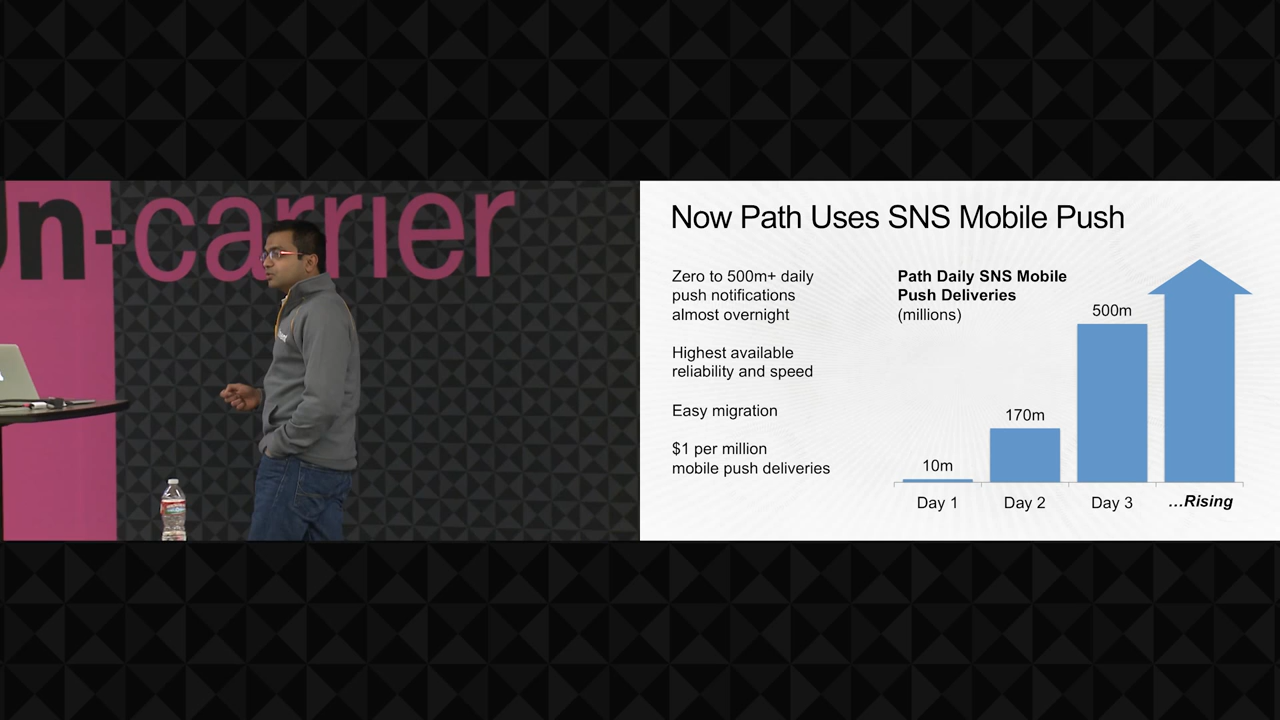 Un-carrier
Now Path Uses SNS Mobile Push
Zero to 500m+ daily
push notifications
almost overnight
Highest available
reliability and speed
Easy migration
$1 per million
mobile push deliveries
Path Daily SNS Mobile
Push Deliveries
(millions)
10m
170m
500m
Day 1
Day 2
Day 3
...Rising